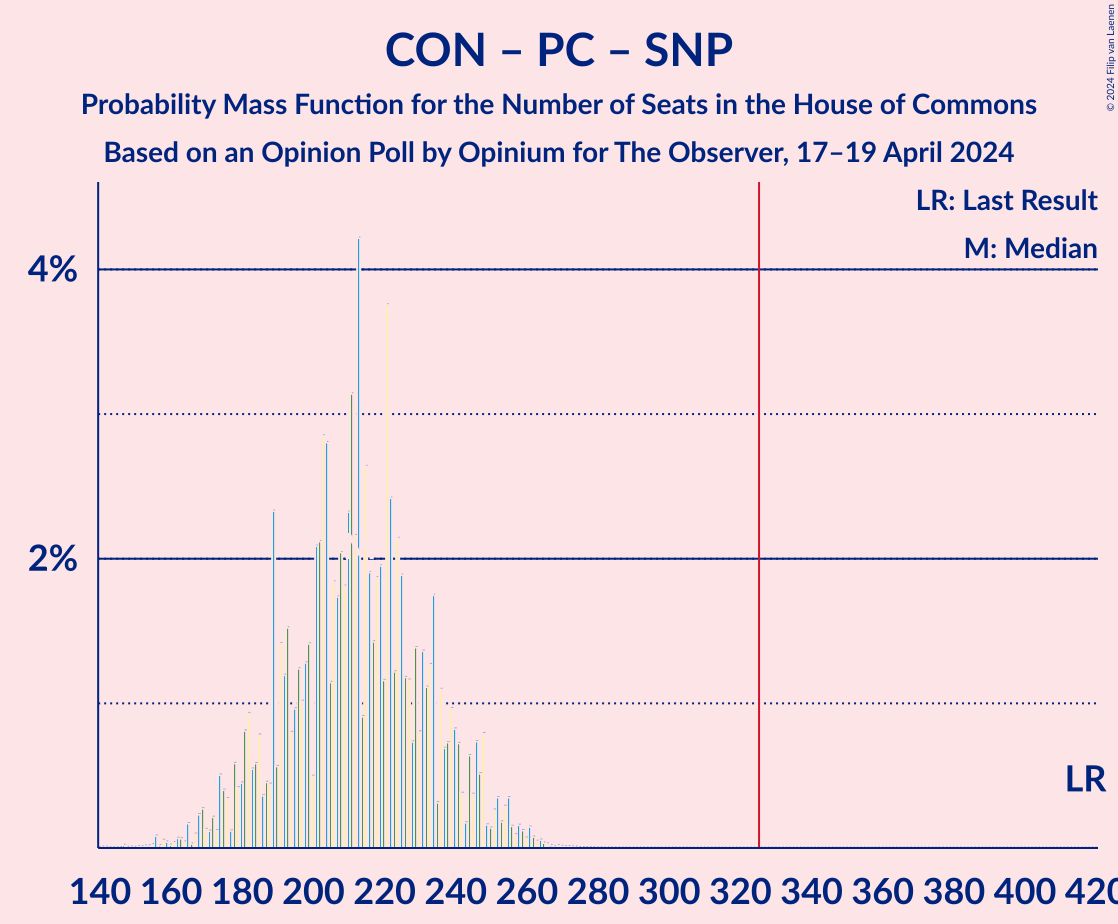 CON – PC – SNP
Probability Mass Function for the Number of Seats in the House of Commons
Based on an Opinion Poll by Opinium for The Observer, 17–19 April 2024
© 2024 Filip van Laenen
LR: Last Result
M: Median
4%
2%
LR
140 160 180 200 220 240 260 280 300 320 340 360 380 400 420